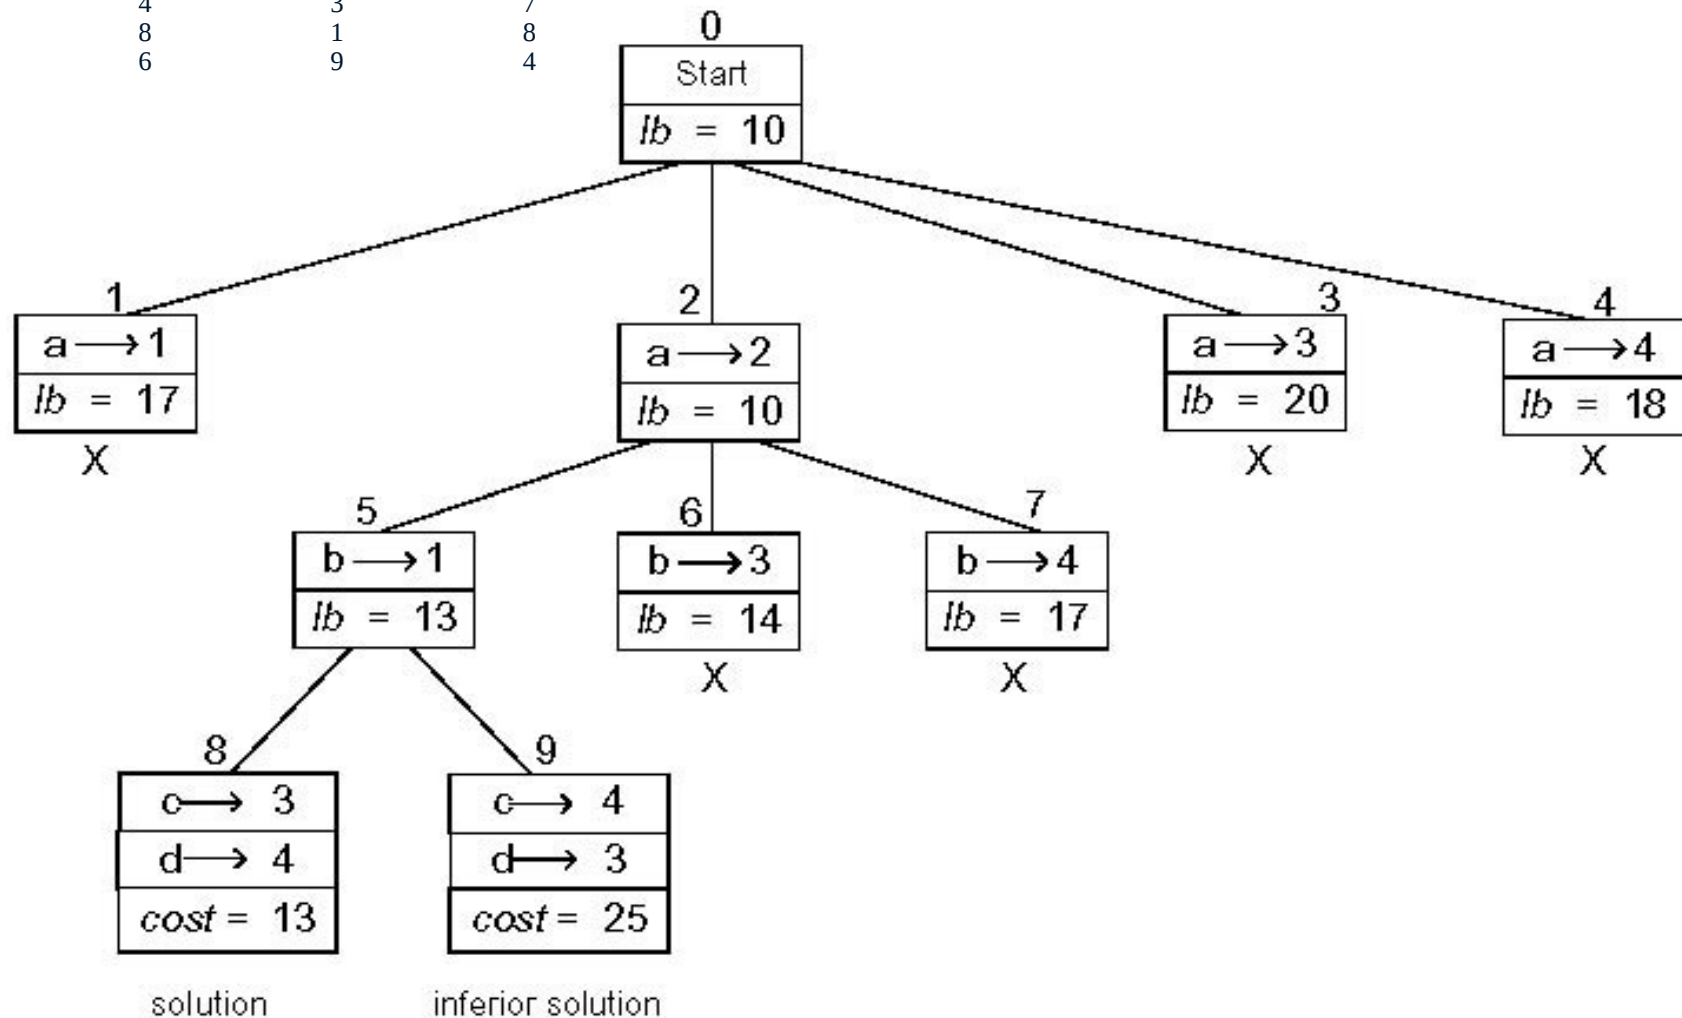 4 3 7
8 1 8
6 9 4
0
Start
lb = 10
1
a → 1
lb = 17
X
2
a → 2
lb = 10
3
a → 3
lb = 20
X
4
a → 4
lb = 18
X
5
b → 1
lb = 13
6
b → 3
lb = 14
X
7
b → 4
lb = 17
X
8
c → 3
d → 4
cost = 13
solution
9
c → 4
d → 3
cost = 25
inferior solution